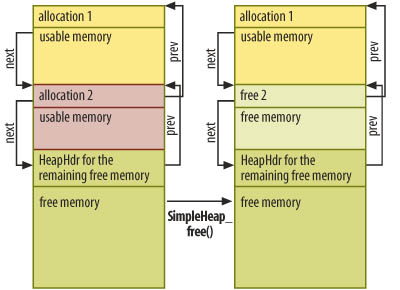 allocation 1
usable memory
next
prev
allocation 2
usable memory
next
prev
HeapHdr for the
remaining free memory
free memory
SimpleHeap_
free()
allocation 1
usable memory
next
prev
free 2
free memory
next
prev
HeapHdr for the
remaining free memory
free memory